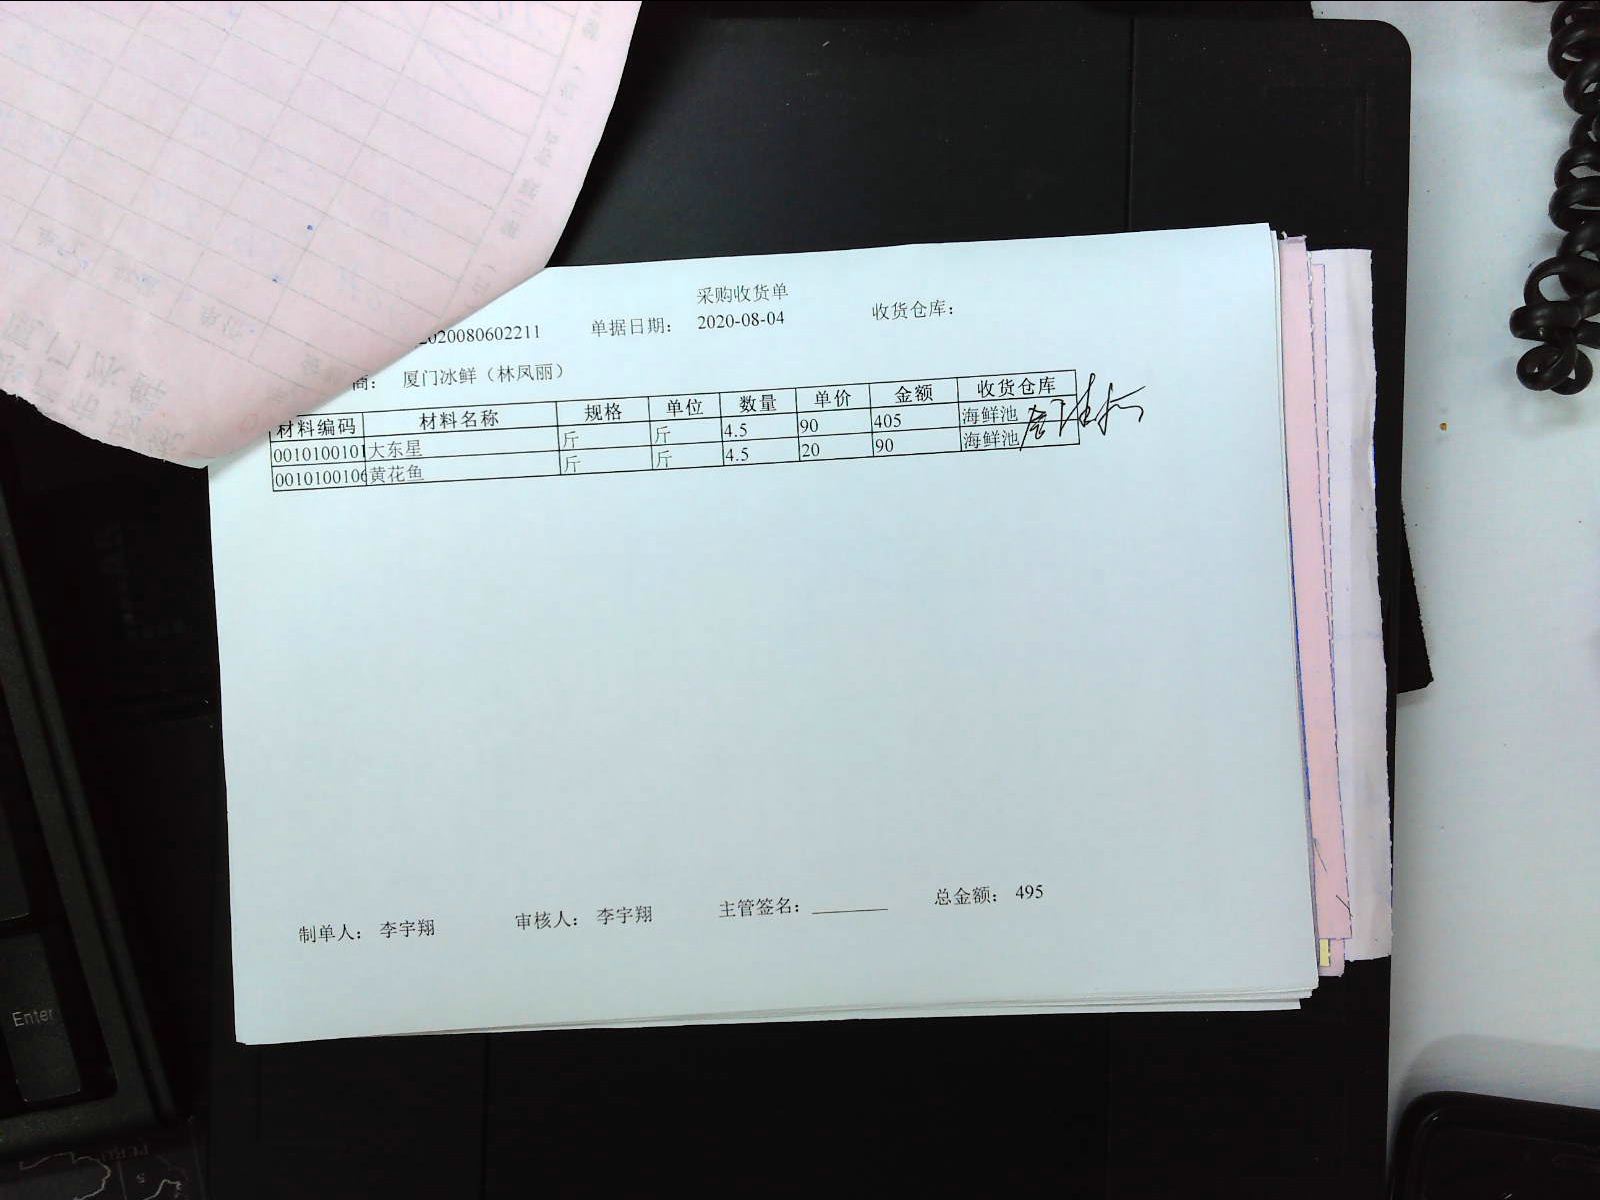 采购收货单
2020080602211 单据日期： 2020-08-04 收货仓库：
商： 厦门冰鲜（林凤丽）
材料编码 材料名称 规格 单位 数量 单价 金额 收货仓库
0010100101 大东星 斤 斤 4.5 90 405 海鲜池
0010100106 黄花鱼 斤 斤 4.5 20 90 海鲜池
制单人： 李宇翔 审核人： 李宇翔 主管签名： 总金额： 495
Enter